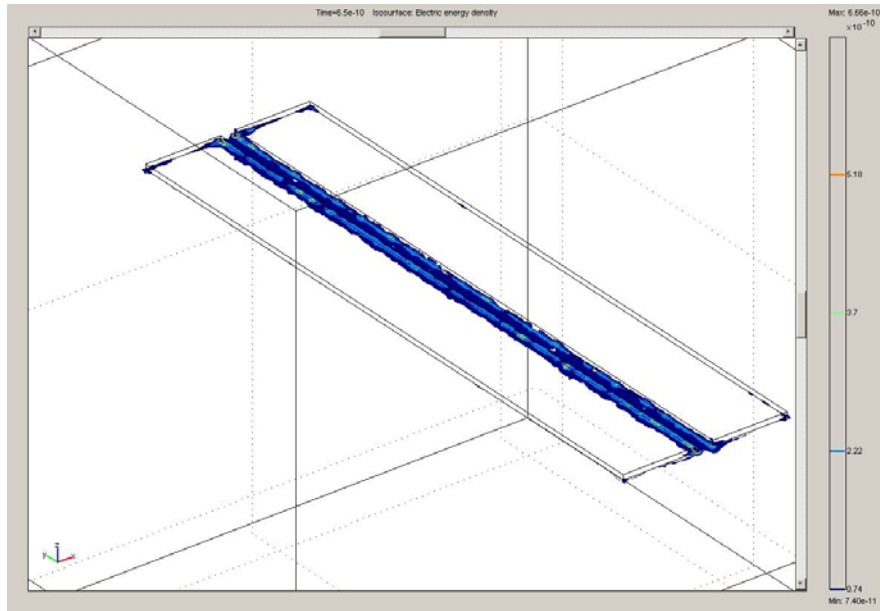 Time=6.5e-10 Isosurface: Electric energy density
Max: 6.66e-10
×10⁻¹⁰
5.18
3.7
2.22
0.74
Min: 7.40e-11
z
y
x